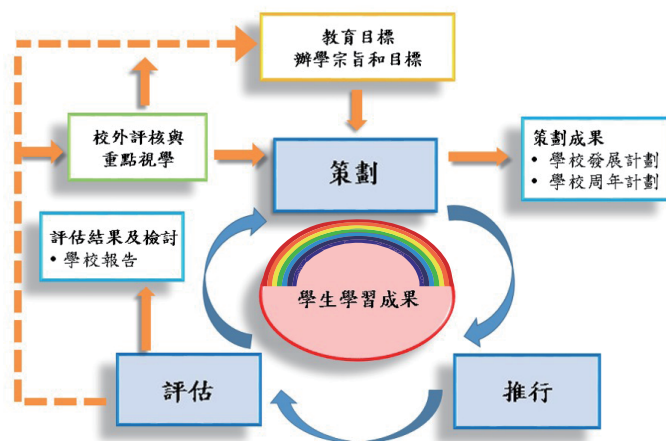 教育目標
辦學宗旨和目標
校外評核與
重點視學
策劃
策劃成果
• 學校發展計劃
• 學校周年計劃
評估結果及檢討
• 學校報告
學生學習成果
評估
推行